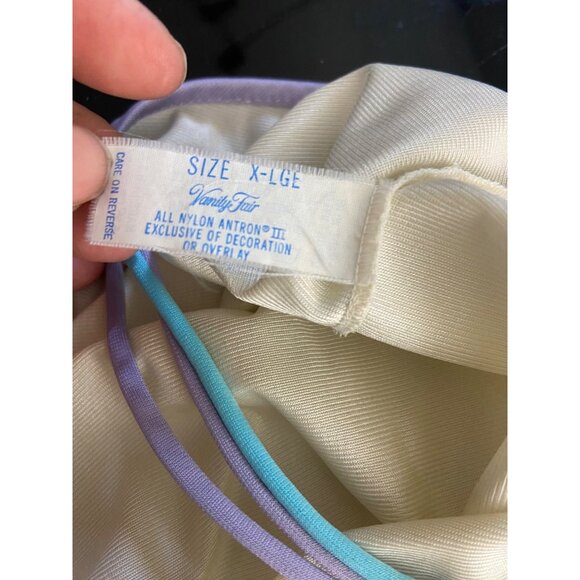 SIZE X-LGE
Vanity Fair
ALL NYLON ANTRON® III
EXCLUSIVE OF DECORATION
OR OVERLAY
CARE ON REVERSE